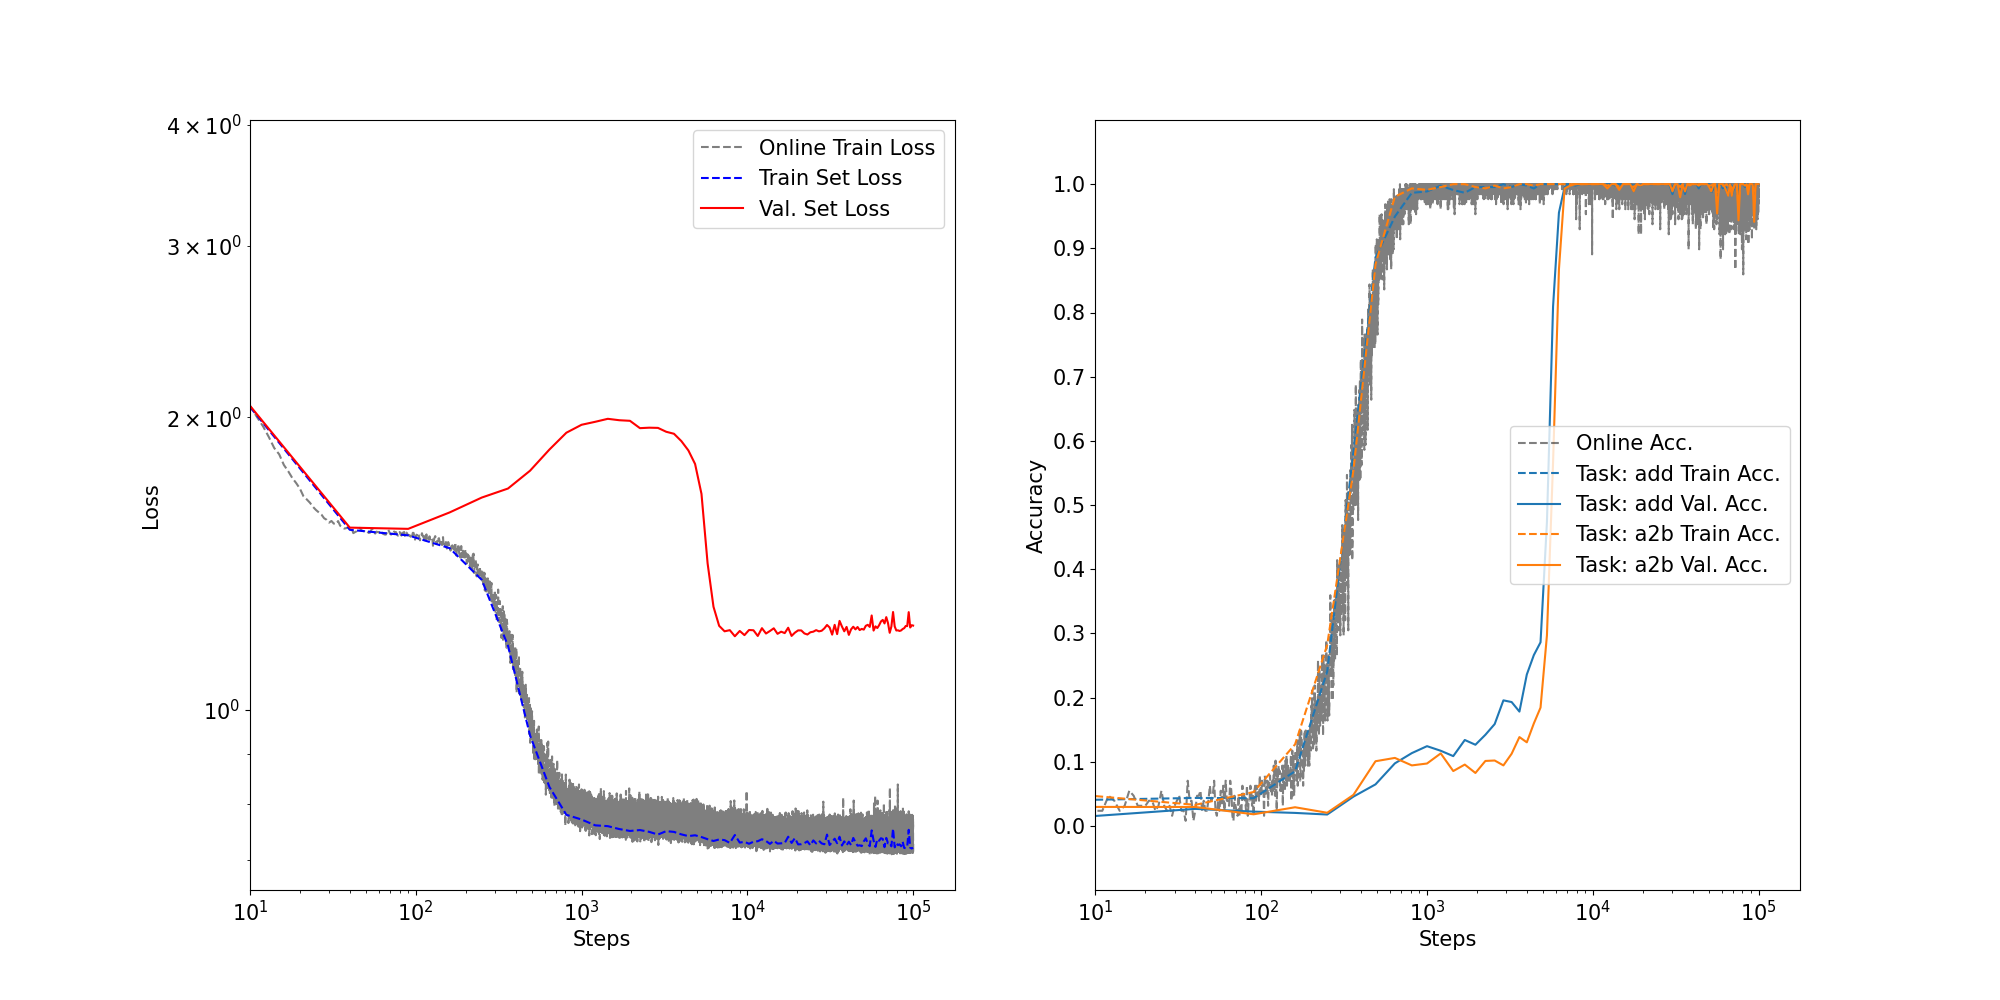 4 × 10⁰
3 × 10⁰
2 × 10⁰
10⁰
Loss
10¹ 10² 10³ 10⁴ 10⁵
Steps
Online Train Loss
Train Set Loss
Val. Set Loss
1.0
0.9
0.8
0.7
0.6
0.5
0.4
0.3
0.2
0.1
0.0
Accuracy
10¹ 10² 10³ 10⁴ 10⁵
Steps
Online Acc.
Task: add Train Acc.
Task: add Val. Acc.
Task: a2b Train Acc.
Task: a2b Val. Acc.